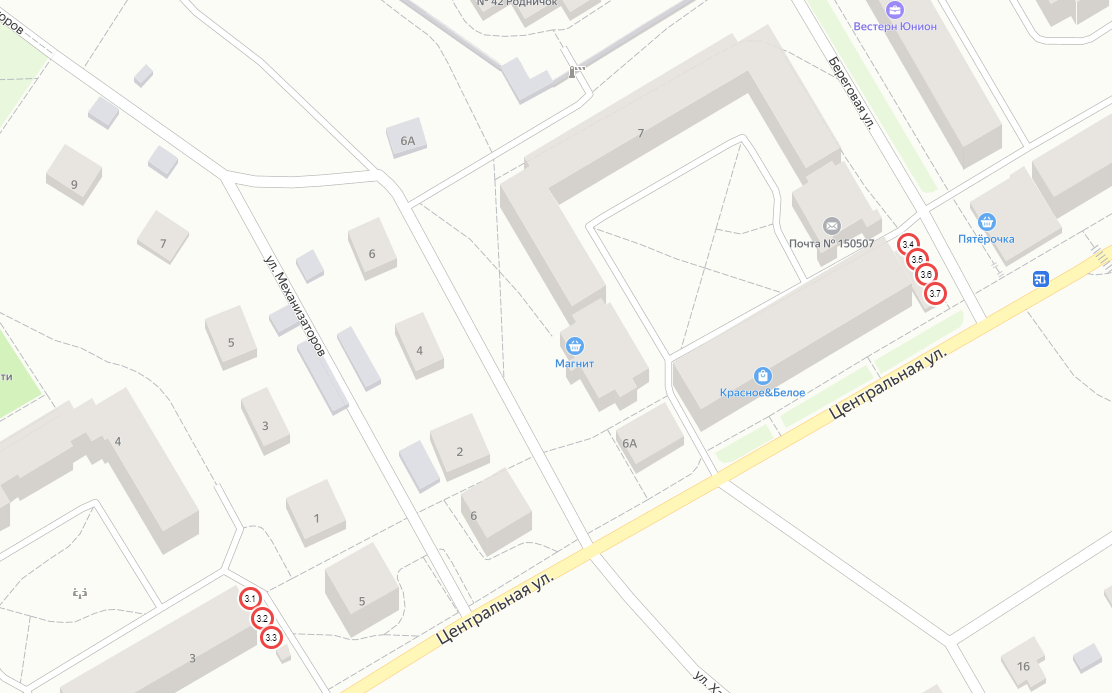 № 42 Родничок
Вестерн Юнион
Береговая ул.
7
6А
9
7
6
ул. Механизаторов
Почта № 150507
Пятёрочка
3.4
3.5
3.6
3.7
5
4
Магнит
Красное&Белое
Центральная ул.
ти
3
4
2
6А
1
6
5
Центральная ул.
3.1
3.2
3.3
3
16